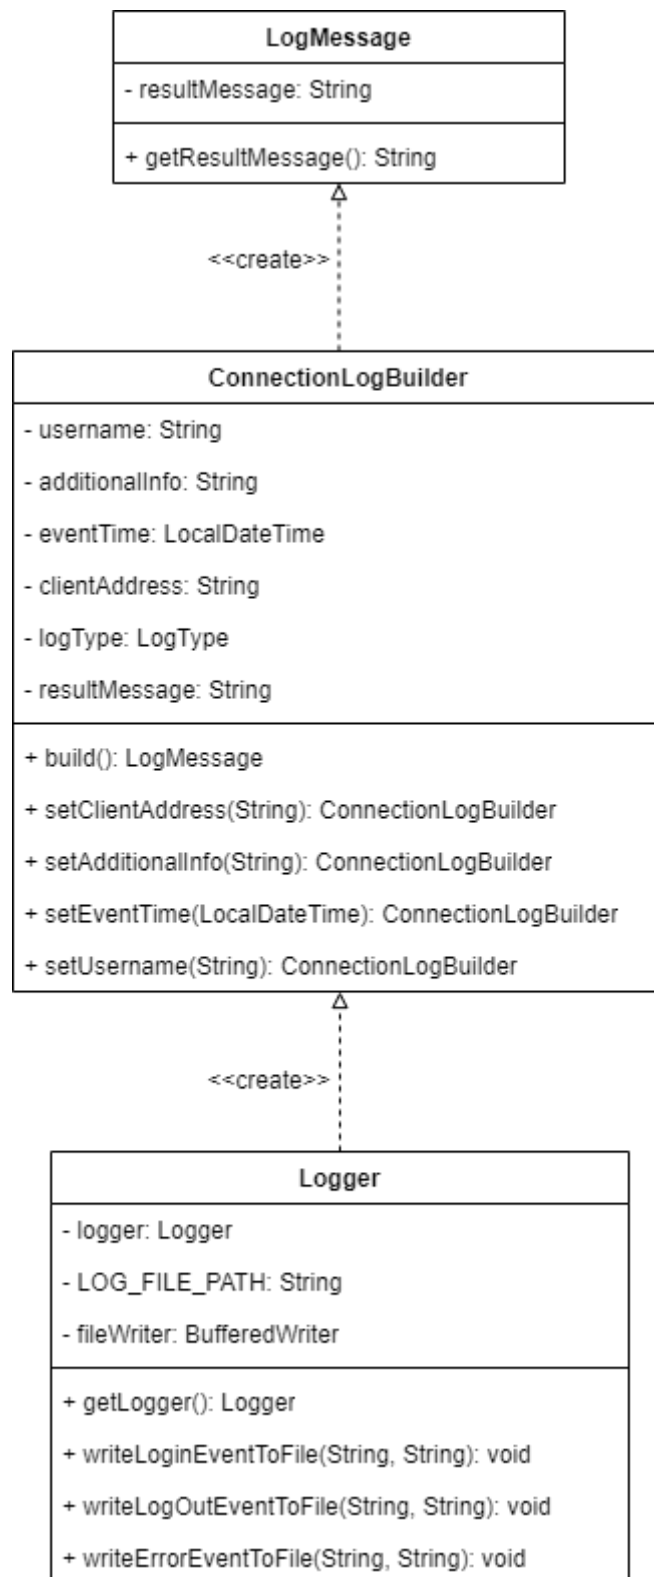 LogMessage
- resultMessage: String
+ getResultMessage(): String
<<create>>
ConnectionLogBuilder
- username: String
- additionalInfo: String
- eventTime: LocalDateTime
- clientAddress: String
- logType: LogType
- resultMessage: String
+ build(): LogMessage
+ setClientAddress(String): ConnectionLogBuilder
+ setAdditionalInfo(String): ConnectionLogBuilder
+ setEventTime(LocalDateTime): ConnectionLogBuilder
+ setUsername(String): ConnectionLogBuilder
<<create>>
Logger
- logger: Logger
- LOG_FILE_PATH: String
- fileWriter: BufferedWriter
+ getLogger(): Logger
+ writeLoginEventToFile(String, String): void
+ writeLogOutEventToFile(String, String): void
+ writeErrorEventToFile(String, String): void